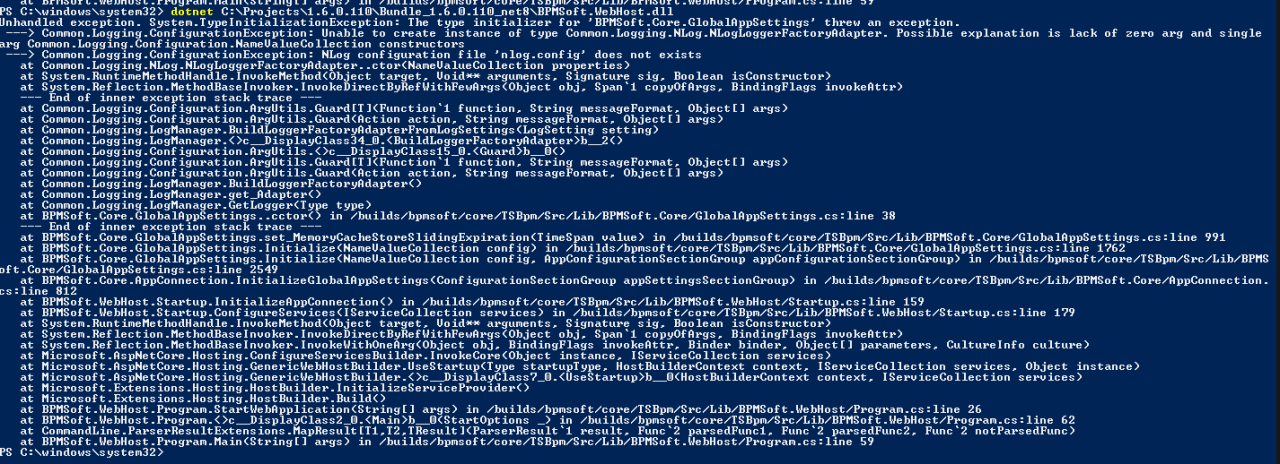 at BPMSoft.WebHost.Program.Main(String[] args) in /builds/bpmsoft/core/TSBpm/Src/Lib/BPMSoft.WebHost/Program.cs:line 59
PS C:\windows\system32> dotnet C:\Projects\1.6.0.110\Bundle_1.6.0.110_net8\BPMSoft.WebHost.dll
Unhandled exception. System.TypeInitializationException: The type initializer for 'BPMSoft.Core.GlobalAppSettings' threw an exception.
 ---> Common.Logging.ConfigurationException: Unable to create instance of type Common.Logging.NLog.NLogLoggerFactoryAdapter. Possible explanation is lack of zero arg and single
arg Common.Logging.Configuration.NameValueCollection constructors
 ---> Common.Logging.ConfigurationException: NLog configuration file 'nlog.config' does not exists
   at Common.Logging.NLog.NLogLoggerFactoryAdapter..ctor(NameValueCollection properties)
   at System.RuntimeMethodHandle.InvokeMethod(Object target, Void** arguments, Signature sig, Boolean isConstructor)
   at System.Reflection.MethodBaseInvoker.InvokeDirectByRefWithFewArgs(Object obj, Span`1 copyOfArgs, BindingFlags invokeAttr)
   --- End of inner exception stack trace ---
   at Common.Logging.Configuration.ArgUtils.Guard[T](Function`1 function, String messageFormat, Object[] args)
   at Common.Logging.Configuration.ArgUtils.Guard(Action action, String messageFormat, Object[] args)
   at Common.Logging.LogManager.BuildLoggerFactoryAdapterFromLogSettings(LogSetting setting)
   at Common.Logging.LogManager.<>c__DisplayClass34_0.<BuildLoggerFactoryAdapter>b__2()
   at Common.Logging.Configuration.ArgUtils.<>c__DisplayClass15_0.<Guard>b__0()
   at Common.Logging.Configuration.ArgUtils.Guard[T](Function`1 function, String messageFormat, Object[] args)
   at Common.Logging.Configuration.ArgUtils.Guard(Action action, String messageFormat, Object[] args)
   at Common.Logging.LogManager.BuildLoggerFactoryAdapter()
   at Common.Logging.LogManager.get_Adapter()
   at Common.Logging.LogManager.GetLogger(Type type)
   at BPMSoft.Core.GlobalAppSettings..cctor() in /builds/bpmsoft/core/TSBpm/Src/Lib/BPMSoft.Core/GlobalAppSettings.cs:line 38
   --- End of inner exception stack trace ---
   at BPMSoft.Core.GlobalAppSettings.set_MemoryCacheStoreSlidingExpiration(TimeSpan value) in /builds/bpmsoft/core/TSBpm/Src/Lib/BPMSoft.Core/GlobalAppSettings.cs:line 991
   at BPMSoft.Core.GlobalAppSettings.Initialize(NameValueCollection config) in /builds/bpmsoft/core/TSBpm/Src/Lib/BPMSoft.Core/GlobalAppSettings.cs:line 1762
   at BPMSoft.Core.GlobalAppSettings.Initialize(NameValueCollection config, AppConfigurationSectionGroup appConfigurationSectionGroup) in /builds/bpmsoft/core/TSBpm/Src/Lib/BPMS
oft.Core/GlobalAppSettings.cs:line 2549
   at BPMSoft.Core.AppConnection.InitializeGlobalAppSettings(ConfigurationSectionGroup appSettingsSectionGroup) in /builds/bpmsoft/core/TSBpm/Src/Lib/BPMSoft.Core/AppConnection.
cs:line 812
   at BPMSoft.WebHost.Startup.InitializeAppConnection() in /builds/bpmsoft/core/TSBpm/Src/Lib/BPMSoft.WebHost/Startup.cs:line 159
   at BPMSoft.WebHost.Startup.ConfigureServices(IServiceCollection services) in /builds/bpmsoft/core/TSBpm/Src/Lib/BPMSoft.WebHost/Startup.cs:line 179
   at System.RuntimeMethodHandle.InvokeMethod(Object target, Void** arguments, Signature sig, Boolean isConstructor)
   at System.Reflection.MethodBaseInvoker.InvokeDirectByRefWithFewArgs(Object obj, Span`1 copyOfArgs, BindingFlags invokeAttr)
   at System.Reflection.MethodBaseInvoker.InvokeWithOneArg(Object obj, BindingFlags invokeAttr, Binder binder, Object[] parameters, CultureInfo culture)
   at Microsoft.AspNetCore.Hosting.ConfigureServicesBuilder.InvokeCore(Object instance, IServiceCollection services)
   at Microsoft.AspNetCore.Hosting.GenericWebHostBuilder.UseStartup(Type startupType, HostBuilderContext context, IServiceCollection services, Object instance)
   at Microsoft.AspNetCore.Hosting.GenericWebHostBuilder.<>c__DisplayClass7_0.<UseStartup>b__0(HostBuilderContext context, IServiceCollection services)
   at Microsoft.Extensions.Hosting.HostBuilder.InitializeServiceProvider()
   at Microsoft.Extensions.Hosting.HostBuilder.Build()
   at BPMSoft.WebHost.Program.StartWebApplication(String[] args) in /builds/bpmsoft/core/TSBpm/Src/Lib/BPMSoft.WebHost/Program.cs:line 26
   at BPMSoft.WebHost.Program.<>c__DisplayClass2_0.<Main>b__0(StartOptions _) in /builds/bpmsoft/core/TSBpm/Src/Lib/BPMSoft.WebHost/Program.cs:line 62
   at CommandLine.ParserResultExtensions.MapResult[T1,T2,TResult](ParserResult`1 result, Func`2 parsedFunc1, Func`2 parsedFunc2, Func`2 notParsedFunc)
   at BPMSoft.WebHost.Program.Main(String[] args) in /builds/bpmsoft/core/TSBpm/Src/Lib/BPMSoft.WebHost/Program.cs:line 59
PS C:\windows\system32>